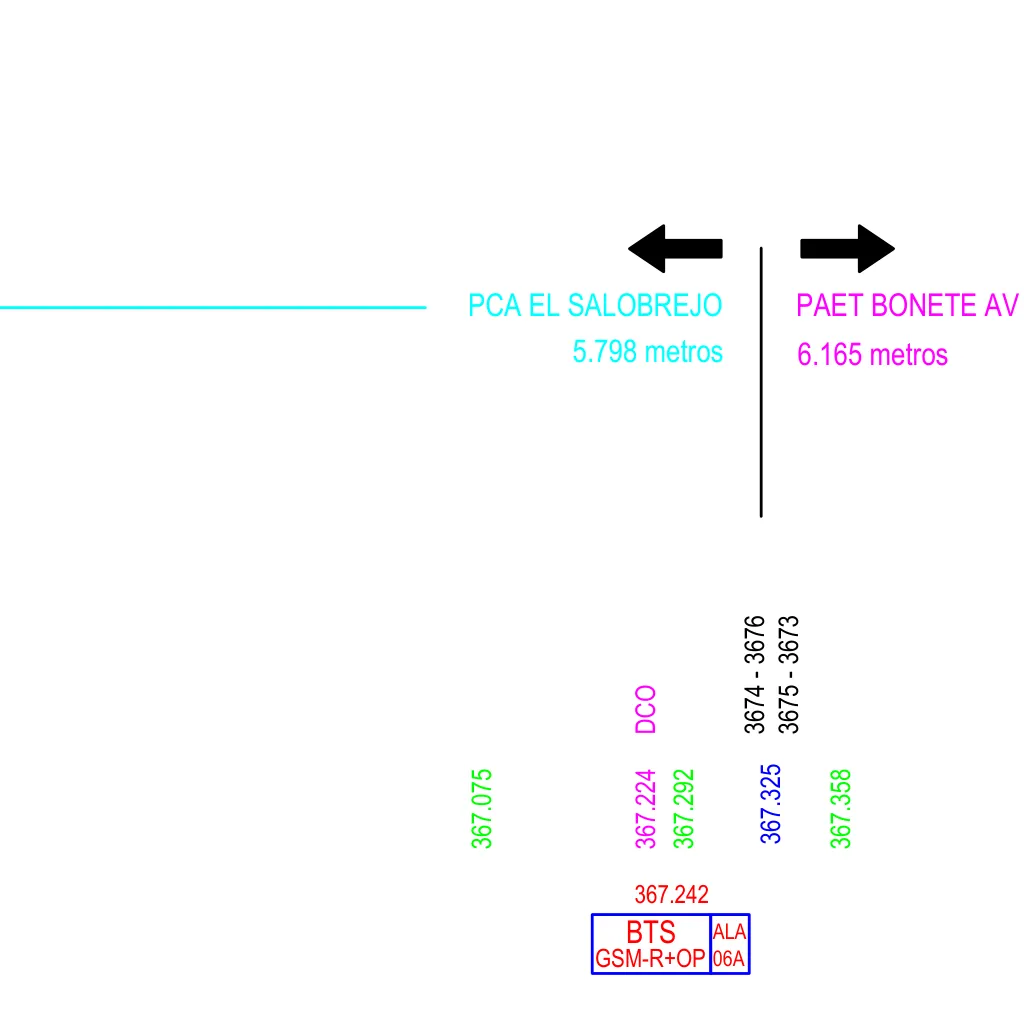 PCA EL SALOBREJO
5.798 metros
PAET BONETE AV
6.165 metros
3674 - 3676
3675 - 3673
DCO
367.075
367.224
367.292
367.325
367.358
367.242
BTS
GSM-R+OP
ALA
06A